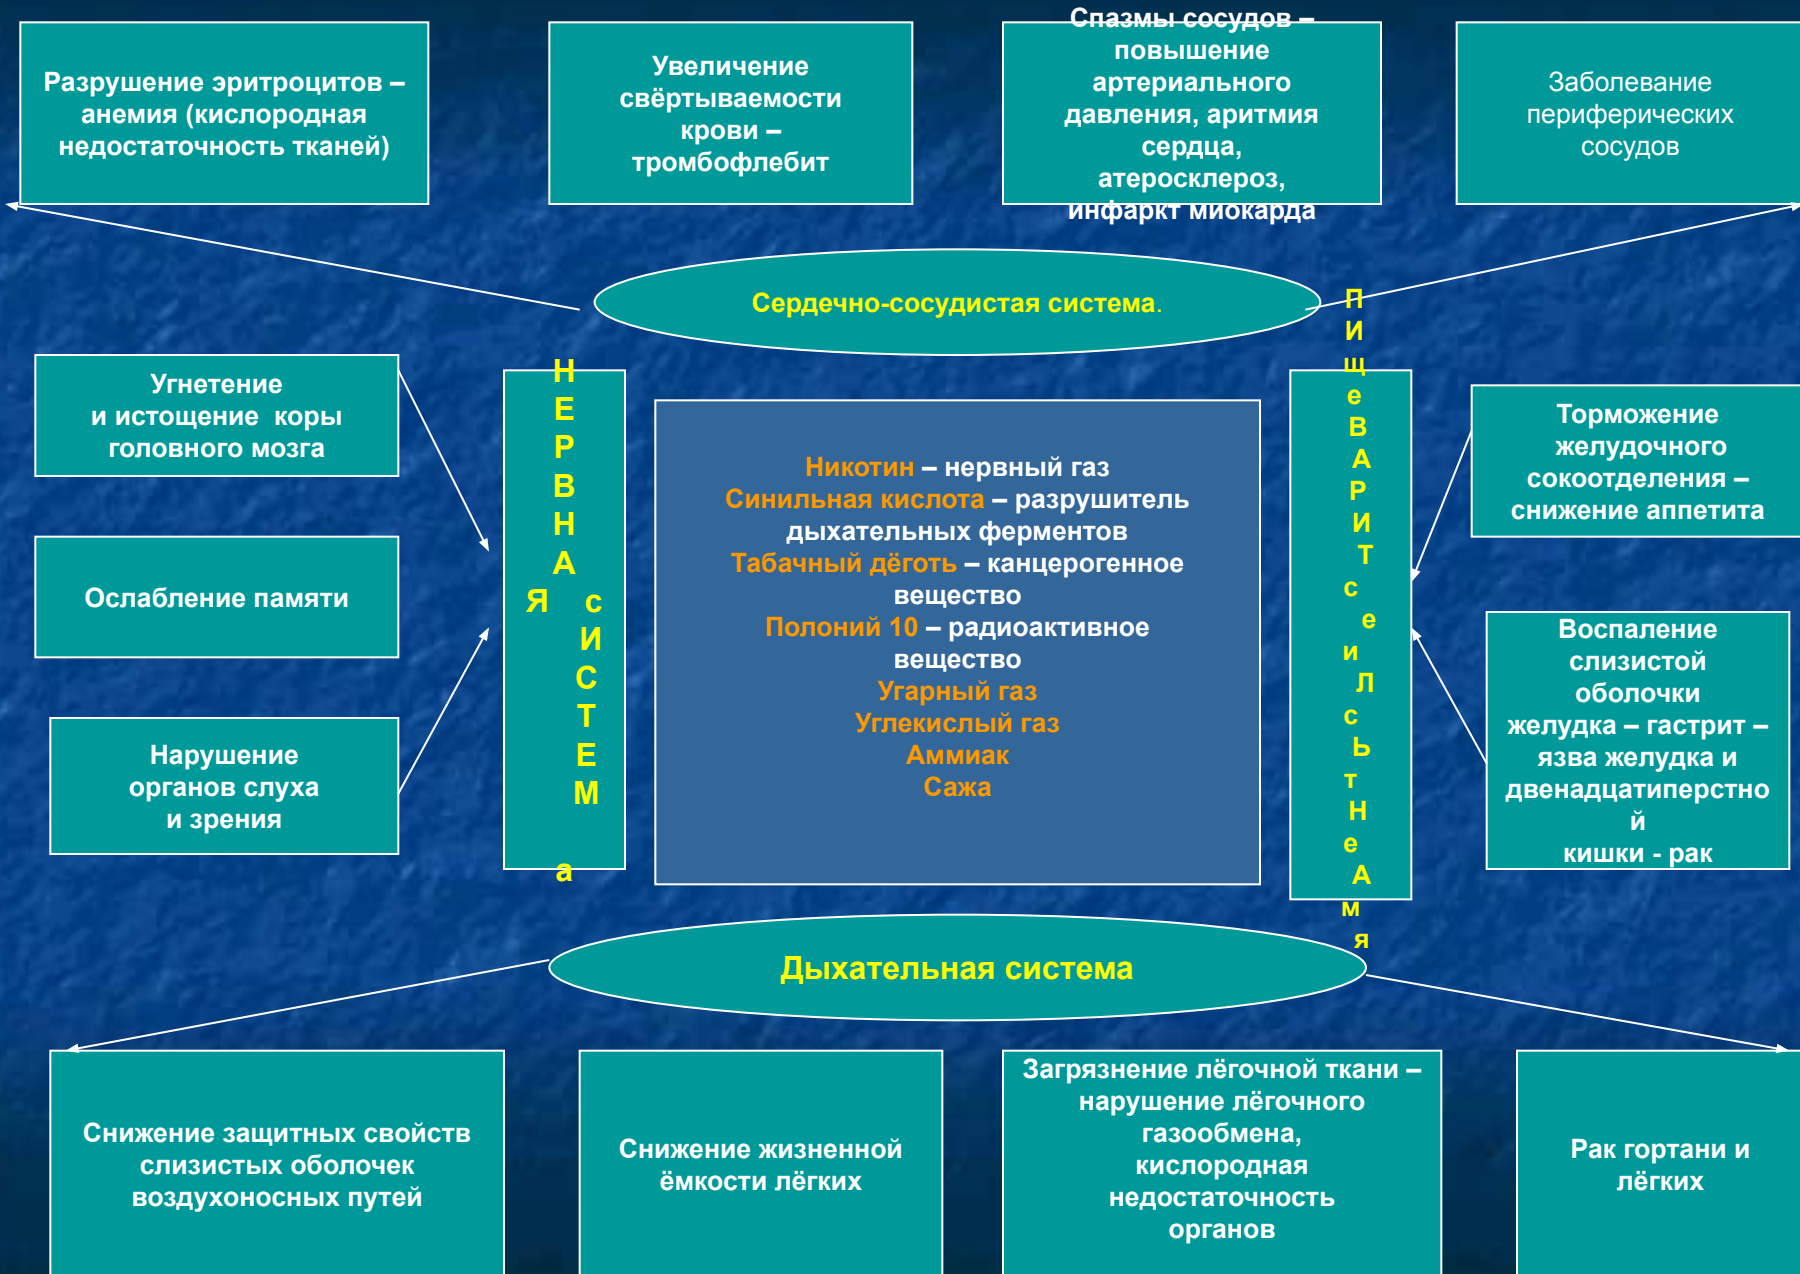 Разрушение эритроцитов –
анемия (кислородная
недостаточность тканей)
Увеличение
свёртываемости
крови –
тромбофлебит
Спазмы сосудов –
повышение
артериального
давления, аритмия
сердца,
атеросклероз,
инфаркт миокарда
Заболевание
периферических
сосудов
Сердечно-сосудистая система.
Угнетение
и истощение коры
головного мозга
Ослабление памяти
Нарушение
органов слуха
и зрения
Н
Е
Р
В
Н
А
Я с
И
С
Т
Е
М
а
Никотин – нервный газ
Синильная кислота – разрушитель
дыхательных ферментов
Табачный дёготь – канцерогенное
вещество
Полоний 10 – радиоактивное
вещество
Угарный газ
Углекислый газ
Аммиак
Сажа
П
И
щ
е
В
А
Р
И
Т
с
е
и
Л
с
Ь
т
Н
е
А
м
я
Торможение
желудочного
сокоотделения –
снижение аппетита
Воспаление
слизистой
оболочки
желудка – гастрит –
язва желудка и
двенадцатиперстно
й
кишки - рак
Дыхательная система
Снижение защитных свойств
слизистых оболочек
воздухоносных путей
Снижение жизненной
ёмкости лёгких
Загрязнение лёгочной ткани –
нарушение лёгочного
газообмена,
кислородная
недостаточность
органов
Рак гортани и
лёгких